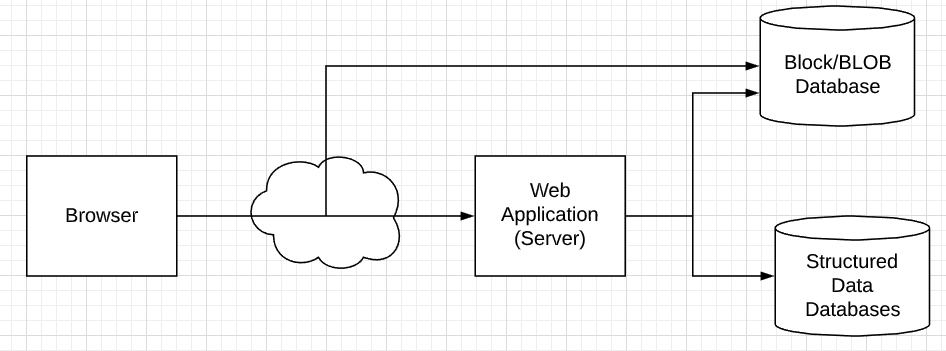 Browser
Web
Application
(Server)
Block/BLOB
Database
Structured
Data
Databases